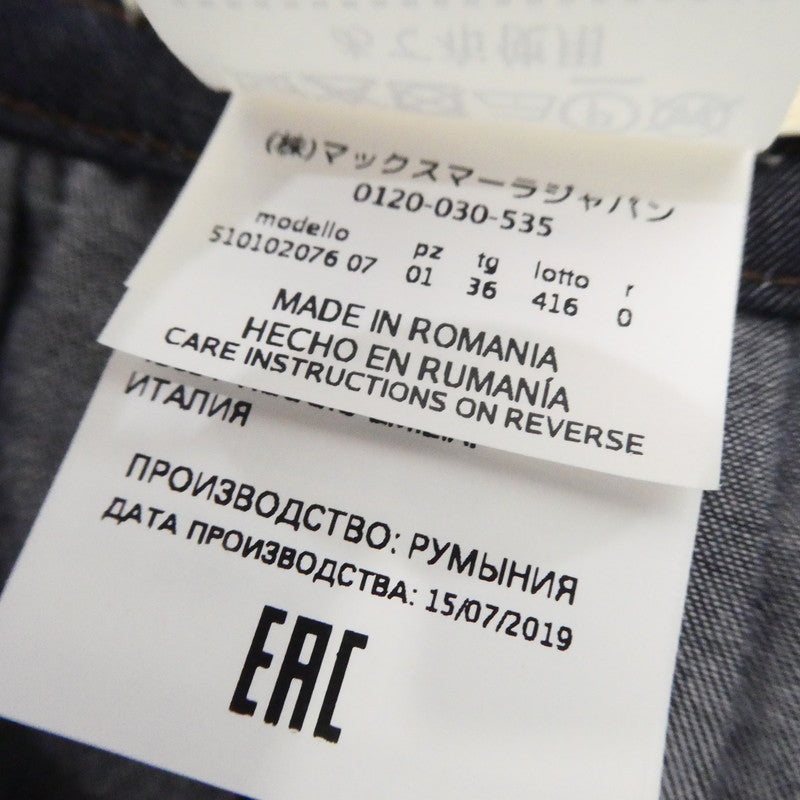 (株)マックスマーラジャパン
0120-030-535
modello pz tg lotto r
510102076 07 01 36 416 0
MADE IN ROMANIA
HECHO EN RUMANÍA
CARE INSTRUCTIONS ON REVERSE
ИТАЛИЯ
ПРОИЗВОДСТВО: РУМЫНИЯ
ДАТА ПРОИЗВОДСТВА: 15/07/2019
EAC